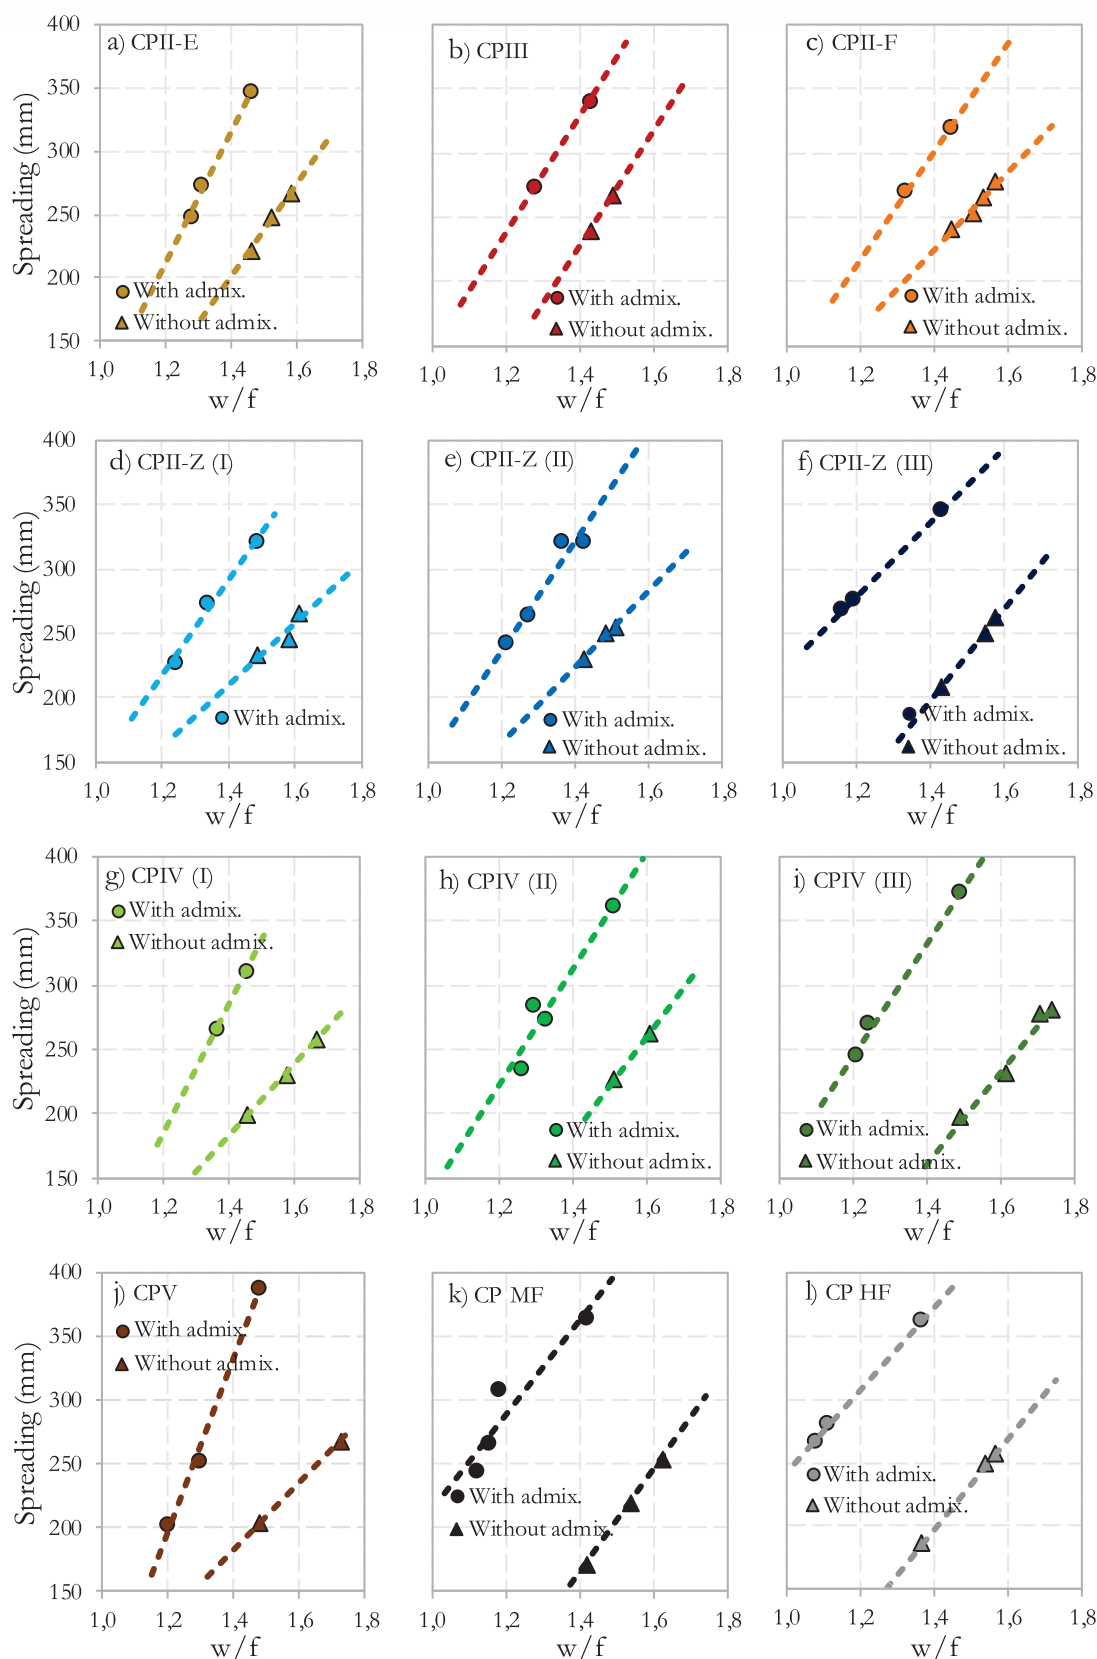 400
a) CPII-E
b) CPIII
c) CPII-F
350
300
250
200
150
Spreading (mm)
With admix.
Without admix.
With admix.
Without admix.
With admix.
Without admix.
1,0 1,2 1,4 1,6 1,8
1,0 1,2 1,4 1,6 1,8
1,0 1,2 1,4 1,6 1,8
w/f
w/f
w/f
400
d) CPII-Z (I)
e) CPII-Z (II)
f) CPII-Z (III)
350
300
250
200
150
Spreading (mm)
With admix.
With admix.
Without admix.
With admix.
Without admix.
1,0 1,2 1,4 1,6 1,8
1,0 1,2 1,4 1,6 1,8
1,0 1,2 1,4 1,6 1,8
w/f
w/f
w/f
400
g) CPIV (I)
h) CPIV (II)
i) CPIV (III)
350
300
250
200
150
Spreading (mm)
With admix.
Without admix.
With admix.
Without admix.
With admix.
Without admix.
1,0 1,2 1,4 1,6 1,8
1,0 1,2 1,4 1,6 1,8
1,0 1,2 1,4 1,6 1,8
w/f
w/f
w/f
400
j) CPV
k) CP MF
l) CP HF
350
300
250
200
150
Spreading (mm)
With admix.
Without admix.
With admix.
Without admix.
With admix.
Without admix.
1,0 1,2 1,4 1,6 1,8
1,0 1,2 1,4 1,6 1,8
1,0 1,2 1,4 1,6 1,8
w/f
w/f
w/f